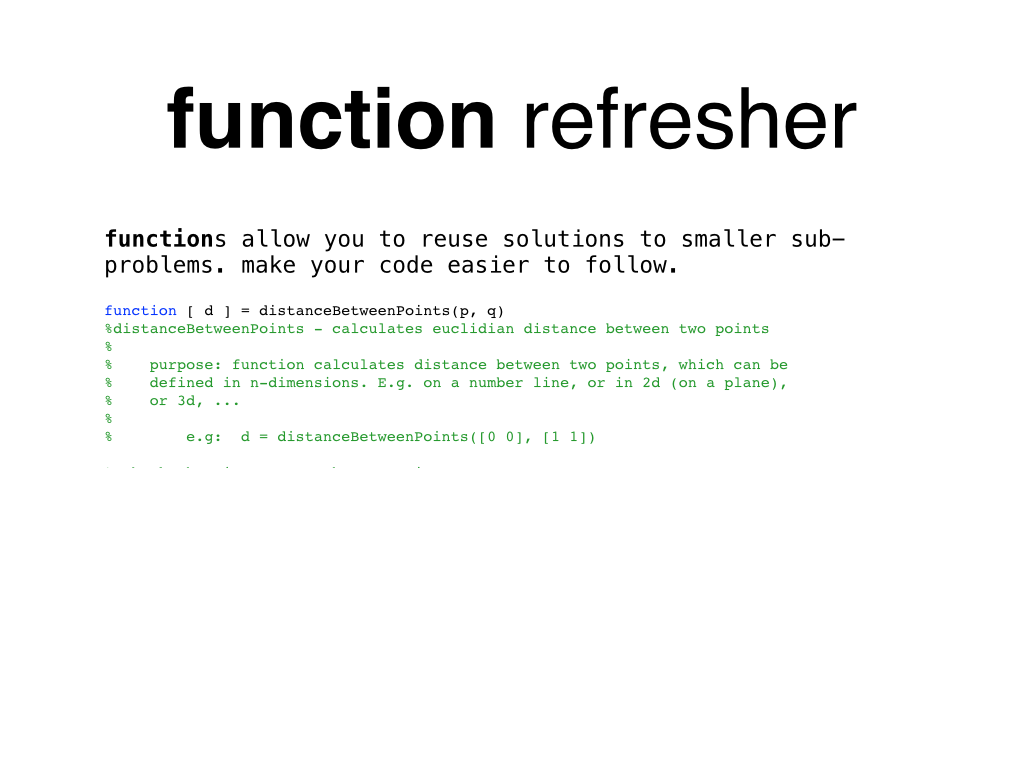 function refresher
functions allow you to reuse solutions to smaller sub-
problems. make your code easier to follow.
function [ d ] = distanceBetweenPoints(p, q)
%distanceBetweenPoints - calculates euclidian distance between two points
%
%    purpose: function calculates distance between two points, which can be
%    defined in n-dimensions. E.g. on a number line, or in 2d (on a plane),
%    or 3d, ...
%
%        e.g:  d = distanceBetweenPoints([0 0], [1 1])